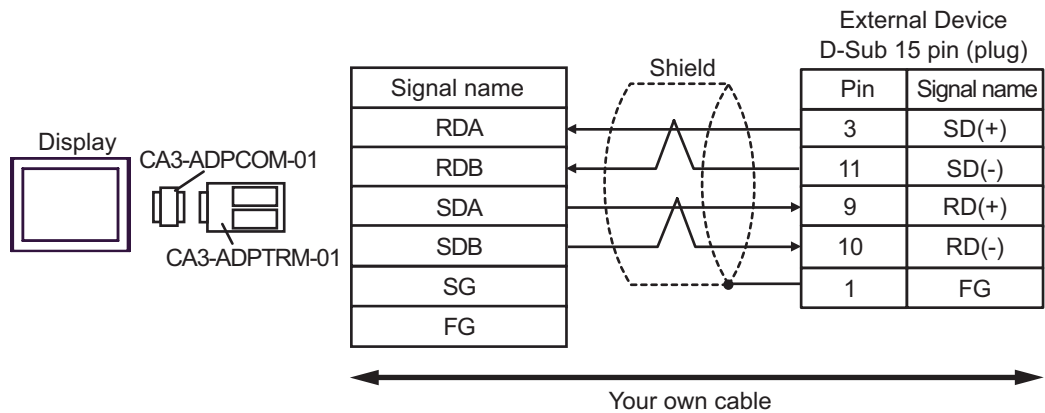 External Device
D-Sub 15 pin (plug)
Shield
Signal name
Pin Signal name
RDA 3 SD(+)
RDB 11 SD(-)
SDA 9 RD(+)
SDB 10 RD(-)
SG 1 FG
FG
Display
CA3-ADPCOM-01
CA3-ADPTRM-01
Your own cable